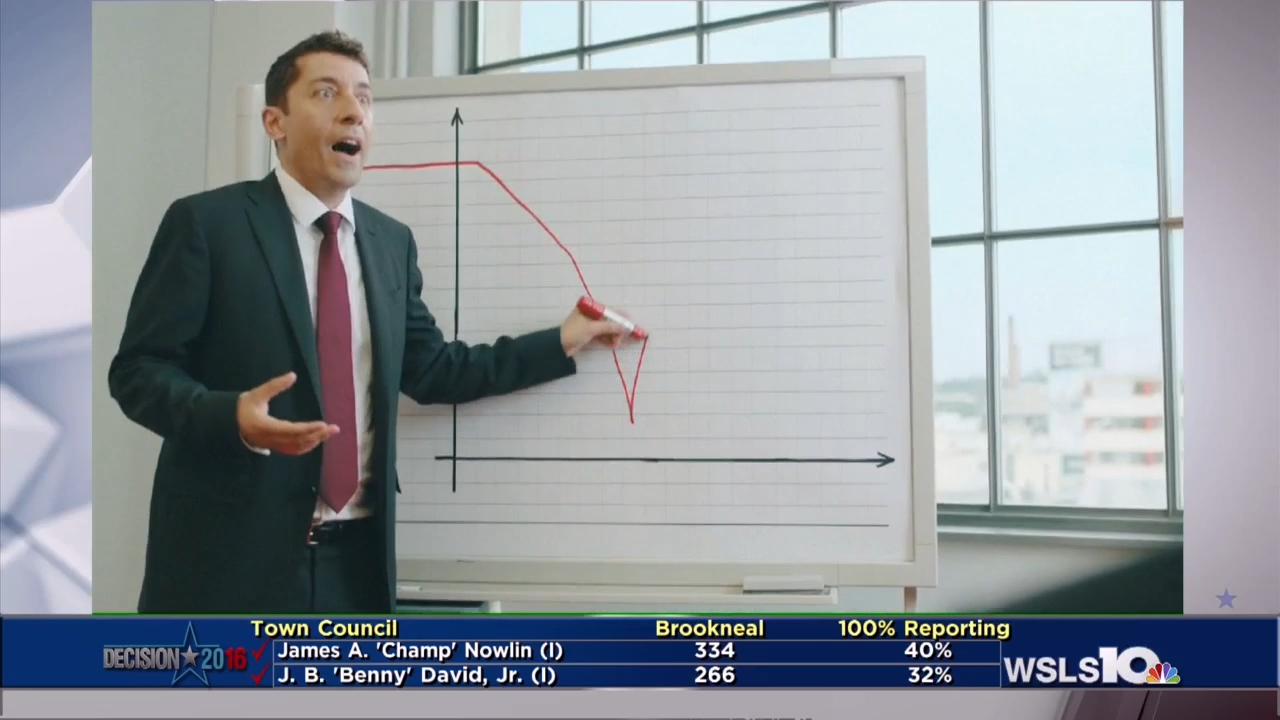 Town Council Brookneal 100% Reporting
DECISION 2016
James A. 'Champ' Nowlin (I) 334 40%
J. B. 'Benny' David, Jr. (I) 266 32%
WSLS10